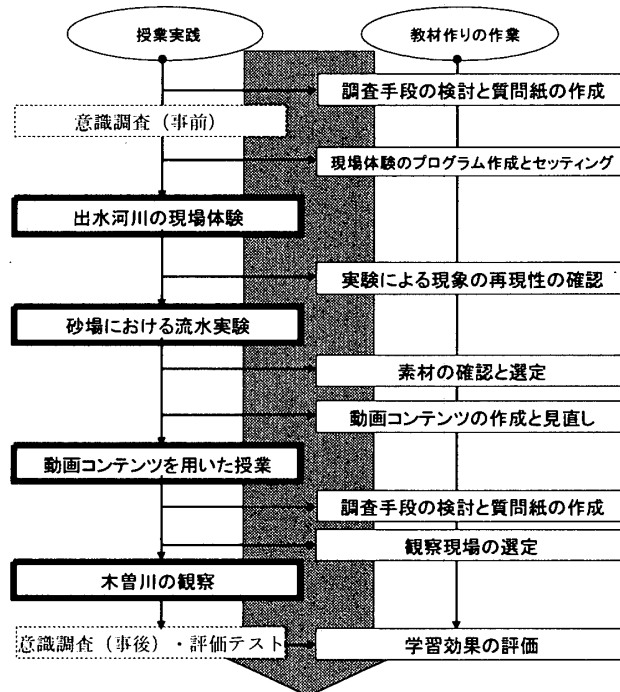 授業実践
教材作りの作業
調査手段の検討と質問紙の作成
意識調査（事前）
現場体験のプログラム作成とセッティング
出水河川の現場体験
実験による現象の再現性の確認
砂場における流水実験
素材の確認と選定
動画コンテンツの作成と見直し
動画コンテンツを用いた授業
調査手段の検討と質問紙の作成
観察現場の選定
木曽川の観察
意識調査（事後）・評価テスト
学習効果の評価